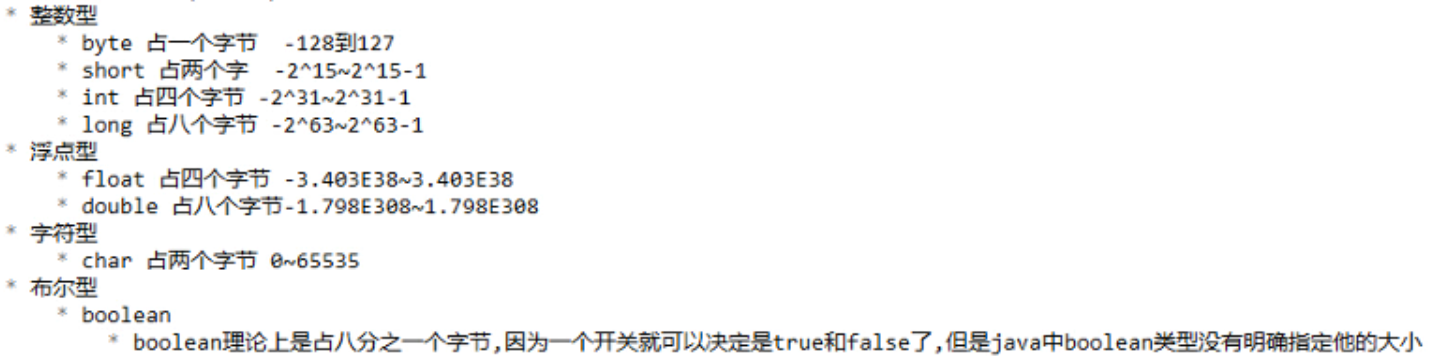 * 整数型
* byte 占一个字节 -128到127
* short 占两个字 -2^15~2^15-1
* int 占四个字节 -2^31~2^31-1
* long 占八个字节 -2^63~2^63-1
* 浮点型
* float 占四个字节 -3.403E38~3.403E38
* double 占八个字节-1.798E308~1.798E308
* 字符型
* char 占两个字节 0~65535
* 布尔型
* boolean
* boolean理论上是占八分之一个字节,因为一个开关就可以决定是true和false了,但是java中boolean类型没有明确指定他的大小